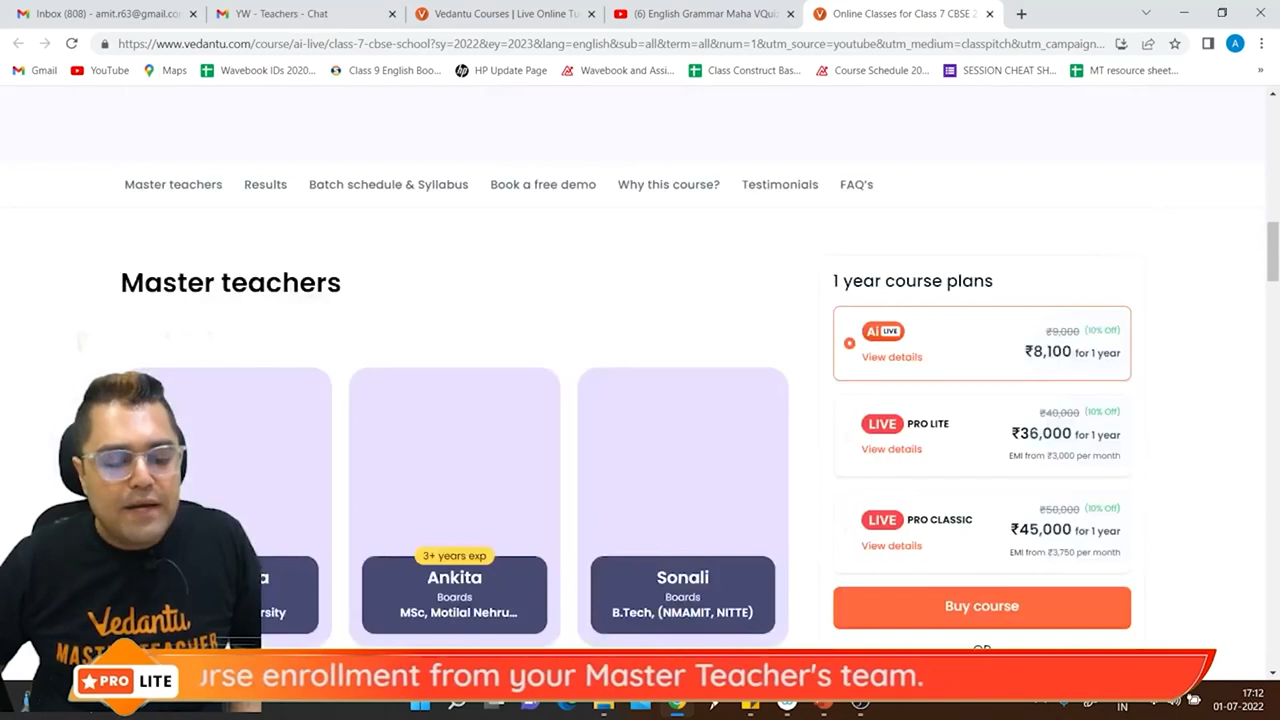 Inbox (808) - amit.r63@gmail.co
YW - Teachers - Chat
Vedantu Courses | Live Online Tu
(6) English Grammar Maha VQuiz
Online Classes for Class 7 CBSE 2
https://www.vedantu.com/course/ai-live/class-7-cbse-school?sy=2022&ey=2023&lang=english&sub=all&term=all&num=1&utm_source=youtube&utm_medium=classpitch&utm_campaign...
A
Gmail
YouTube
Maps
Wavebook IDs 2020...
Class 9 English Boo...
HP Update Page
Wavebook and Assi...
Class Construct Bas...
Course Schedule 20...
SESSION CHEAT SH...
MT resource sheet...
»
Master teachers
Results
Batch schedule & Syllabus
Book a free demo
Why this course?
Testimonials
FAQ's
Master teachers
1 year course plans
Ai LIVE
₹9,000 (10% Off)
View details
₹8,100 for 1 year
LIVE PRO LITE
₹40,000 (10% Off)
₹36,000 for 1 year
View details
EMI from ₹3,000 per month
LIVE PRO CLASSIC
₹50,000 (10% Off)
₹45,000 for 1 year
View details
EMI from ₹3,750 per month
Buy course
OR
3+ years exp
Ankita
Boards
MSc, Motilal Nehru...
Sonali
Boards
B.Tech, (NMAMIT, NITTE)
Vedantu
MASTER TEACHER
PRO LITE
urse enrollment from your Master Teacher's team.
IN
17:12
01-07-2022